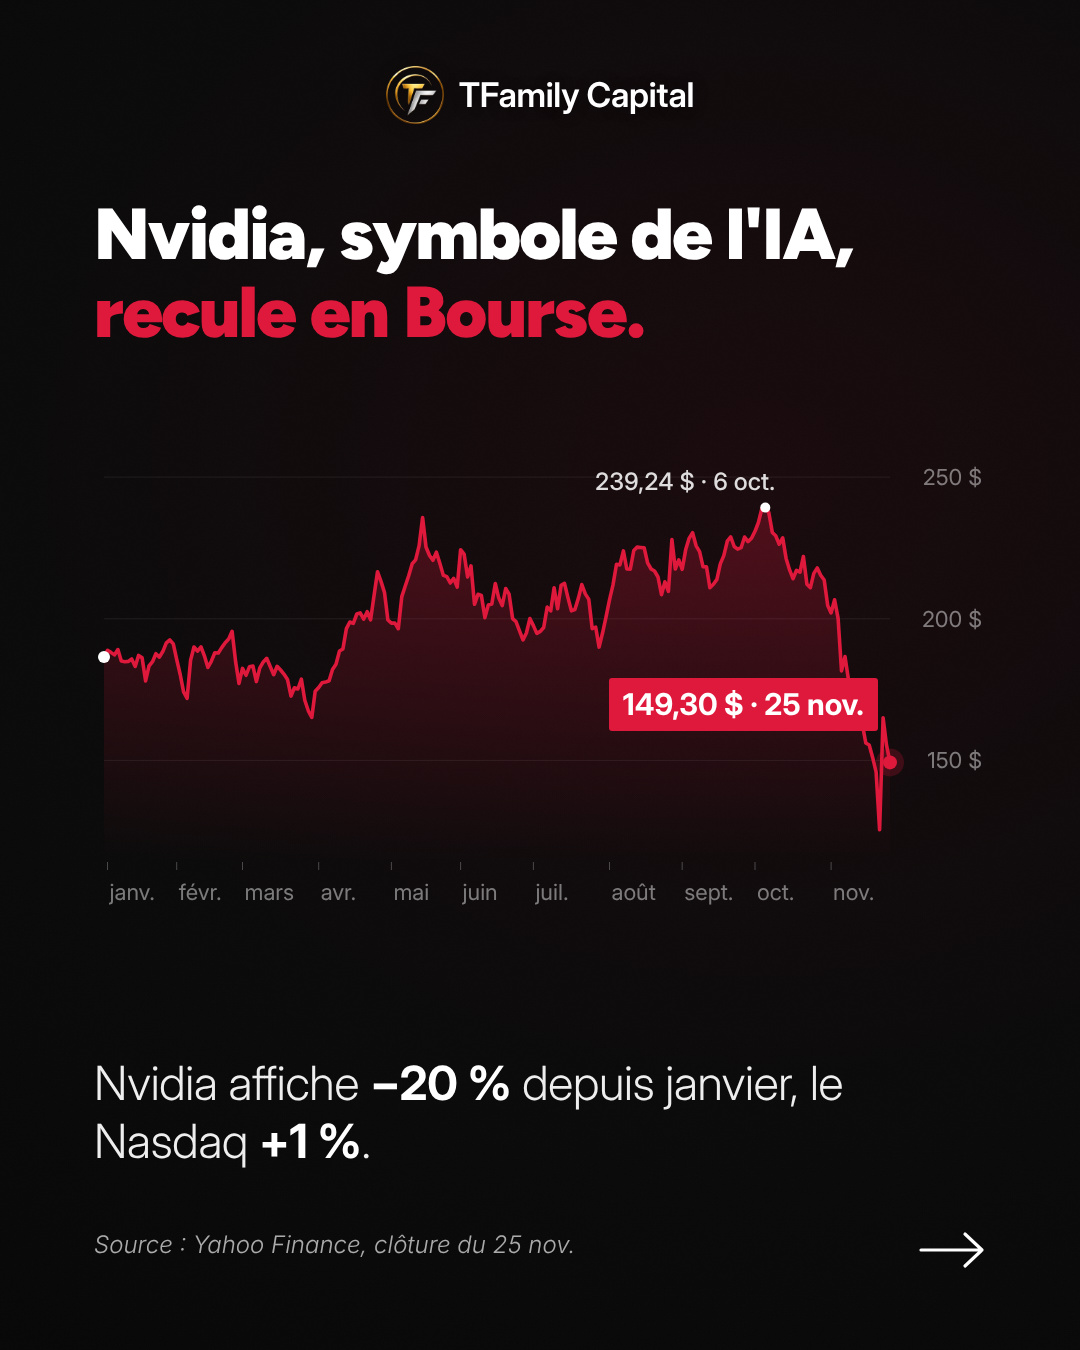 TF TFamily Capital
Nvidia, symbole de l'IA,
recule en Bourse.
239,24 $ · 6 oct.
250 $
200 $
149,30 $ · 25 nov.
150 $
janv. févr. mars avr. mai juin juil. août sept. oct. nov.
Nvidia affiche –20 % depuis janvier, le
Nasdaq +1 %.
Source : Yahoo Finance, clôture du 25 nov.